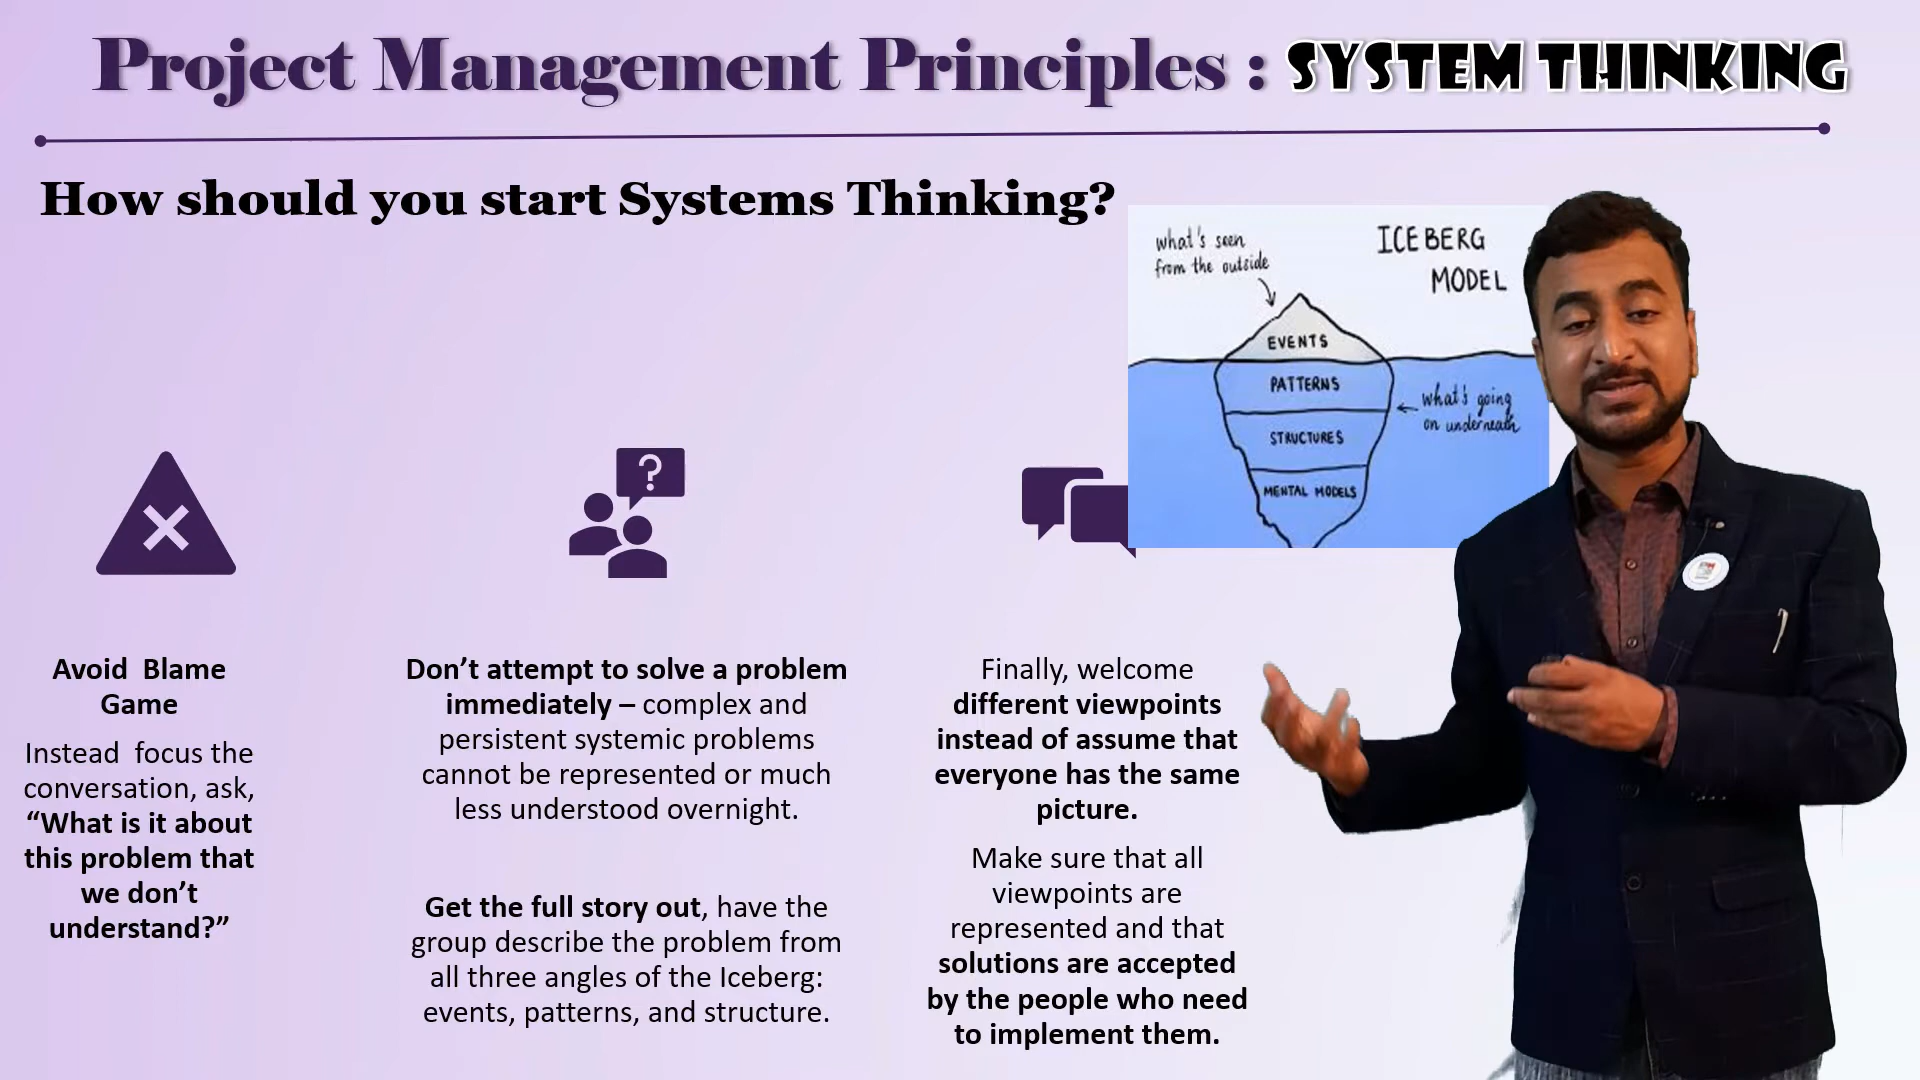 Project Management Principles : SYSTEM THINKING
How should you start Systems Thinking?
what's seen
from the outside
ICEBERG
MODEL
EVENTS
PATTERNS
what's going
on underneath
STRUCTURES
MENTAL MODELS
?
Avoid Blame
Game
Instead focus the
conversation, ask,
“What is it about
this problem that
we don’t
understand?”
Don’t attempt to solve a problem
immediately – complex and
persistent systemic problems
cannot be represented or much
less understood overnight.
Get the full story out, have the
group describe the problem from
all three angles of the Iceberg:
events, patterns, and structure.
Finally, welcome
different viewpoints
instead of assume that
everyone has the same
picture.
Make sure that all
viewpoints are
represented and that
solutions are accepted
by the people who need
to implement them.